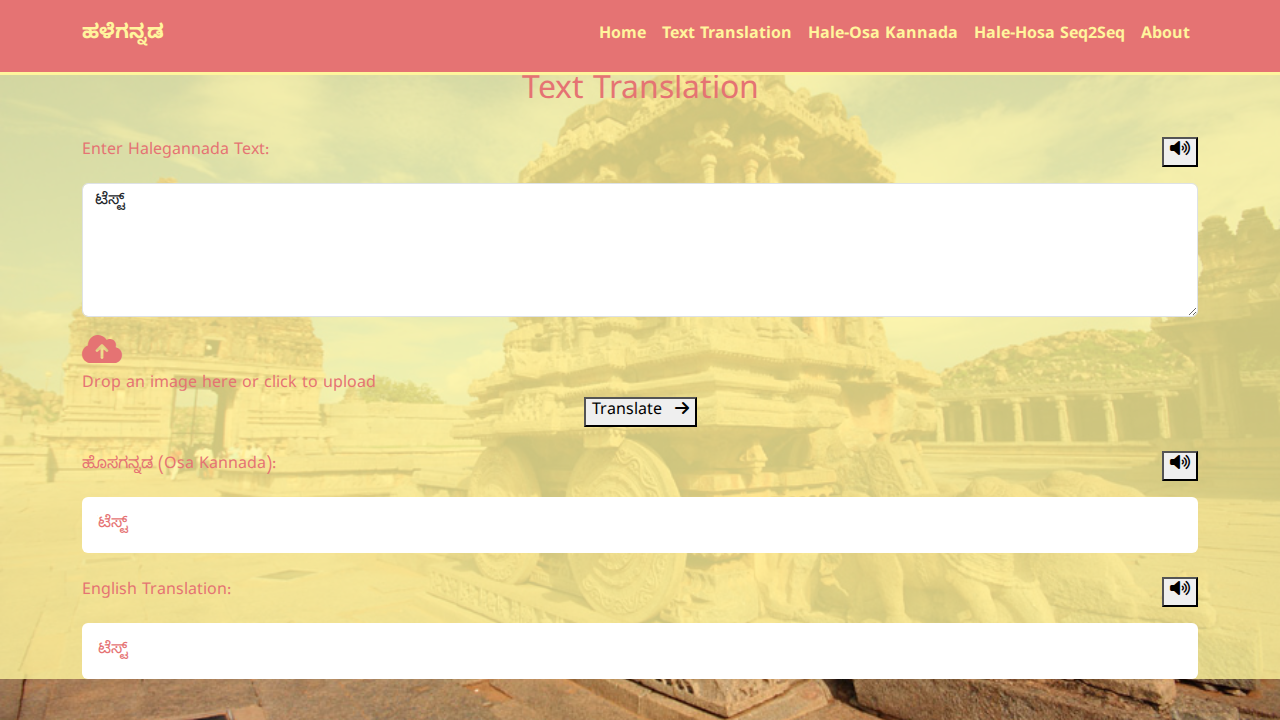 ಹಳೆಗನ್ನಡ
Home Text Translation Hale-Osa Kannada Hale-Hosa Seq2Seq About
Text Translation
Enter Halegannada Text:
ಟೆಸ್ಟ್
Drop an image here or click to upload
Translate →
ಹೊಸಗನ್ನಡ (Osa Kannada):
ಟೆಸ್ಟ್
English Translation:
ಟೆಸ್ಟ್